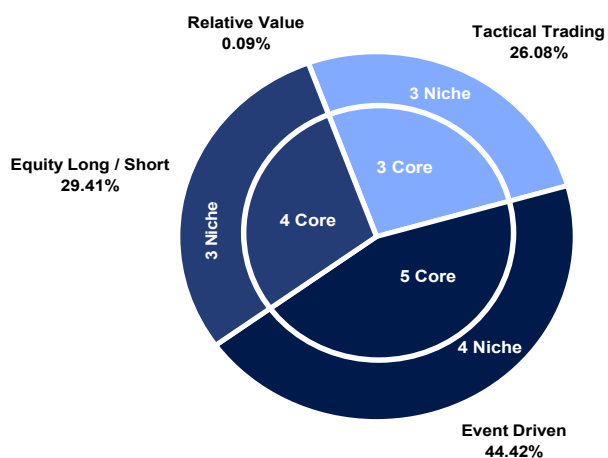 Relative Value
0.09%
Tactical Trading
26.08%
3 Niche
3 Core
Equity Long / Short
29.41%
3 Niche
4 Core
5 Core
4 Niche
Event Driven
44.42%